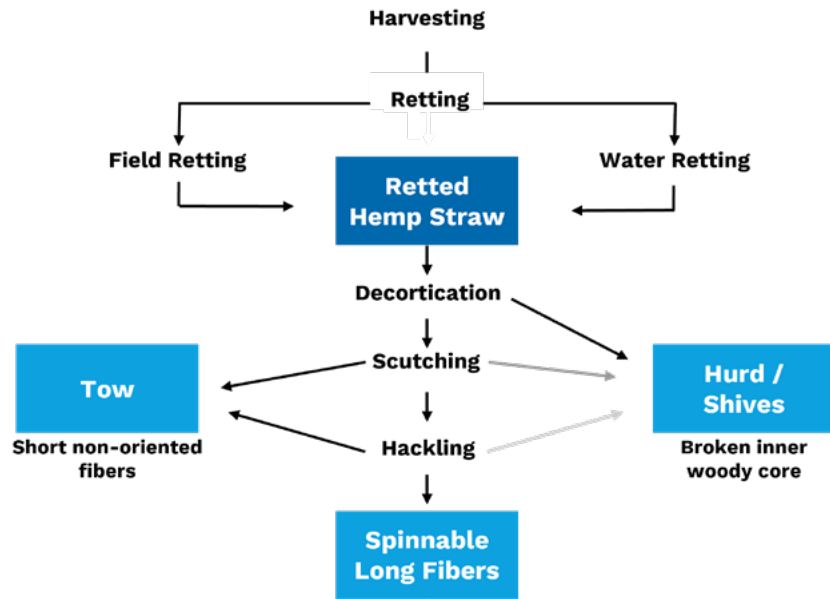 Harvesting
Retting
Field Retting
Water Retting
Retted
Hemp Straw
Decortication
Scutching
Tow
Hurd /
Shives
Short non-oriented
fibers
Hackling
Broken inner
woody core
Spinnable
Long Fibers